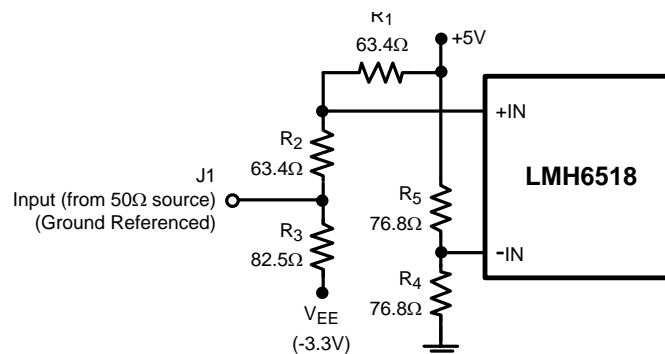 R1
63.4Ω
+5V
+IN
R2
63.4Ω
LMH6518
J1
Input (from 50Ω source)
(Ground Referenced)
R5
76.8Ω
R3
82.5Ω
-IN
R4
76.8Ω
VEE
(-3.3V)